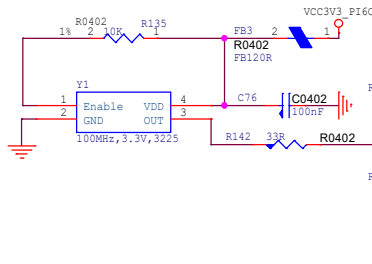 VCC3V3_PI6C
R0402
R135
1% 2 10K 1
FB3 2 1
R0402
FB120R
Y1
1 Enable VDD 4
2 GND OUT 3
100MHz,3.3V,3225
C76 C0402
100nF
R142 33R R0402